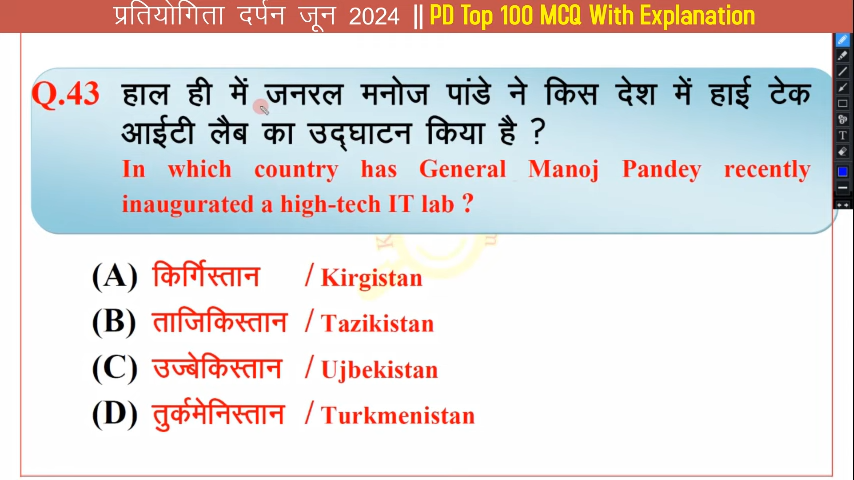 प्रतियोगिता दर्पन जून 2024 || PD Top 100 MCQ With Explanation
Q.43 हाल ही में जनरल मनोज पांडे ने किस देश में हाई टेक
आईटी लैब का उद्घाटन किया है ?
In which country has General Manoj Pandey recently
inaugurated a high-tech IT lab ?
(A) किर्गिस्तान / Kirgistan
(B) ताजिकिस्तान / Tazikistan
(C) उज्बेकिस्तान / Ujbekistan
(D) तुर्कमेनिस्तान / Turkmenistan